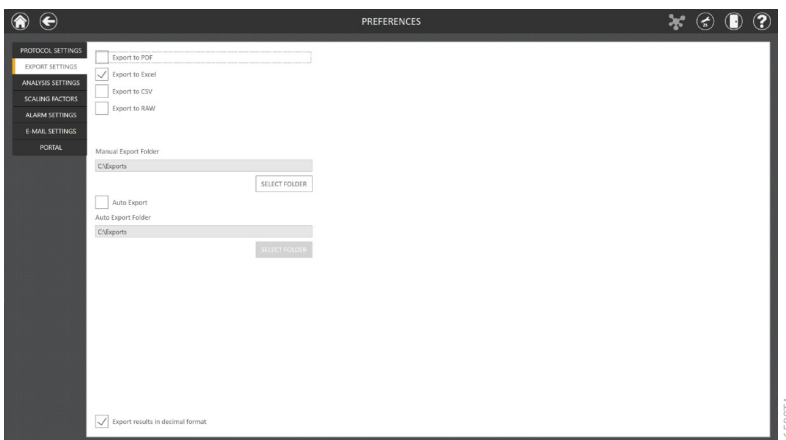 PREFERENCES
PROTOCOL SETTINGS
EXPORT SETTINGS
ANALYSIS SETTINGS
SCALING FACTORS
ALARM SETTINGS
E-MAIL SETTINGS
PORTAL
Export to PDF
Export to Excel
Export to CSV
Export to RAW
Manual Export Folder
C:\Exports
SELECT FOLDER
Auto Export
Auto Export Folder
C:\Exports
SELECT FOLDER
Export results in decimal format